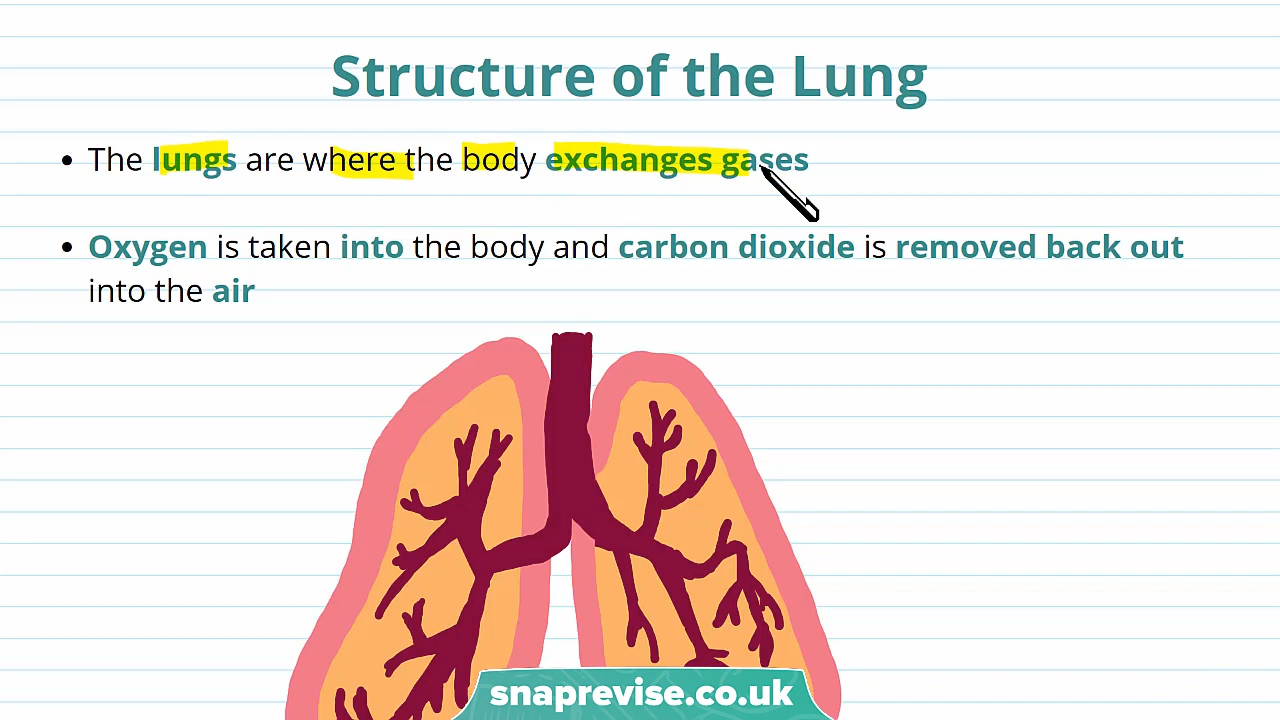 Structure of the Lung
• The lungs are where the body exchanges gases
• Oxygen is taken into the body and carbon dioxide is removed back out
into the air
snaprevise.co.uk